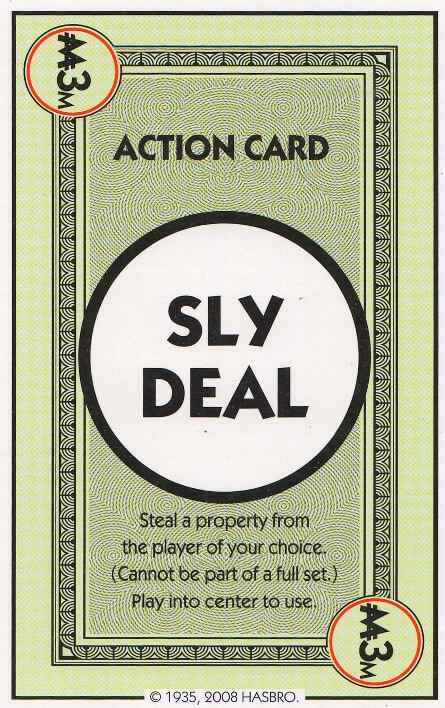 ₩3M
ACTION CARD
SLY
DEAL
Steal a property from
the player of your choice.
(Cannot be part of a full set.)
Play into center to use.
₩3M
© 1935, 2008 HASBRO.